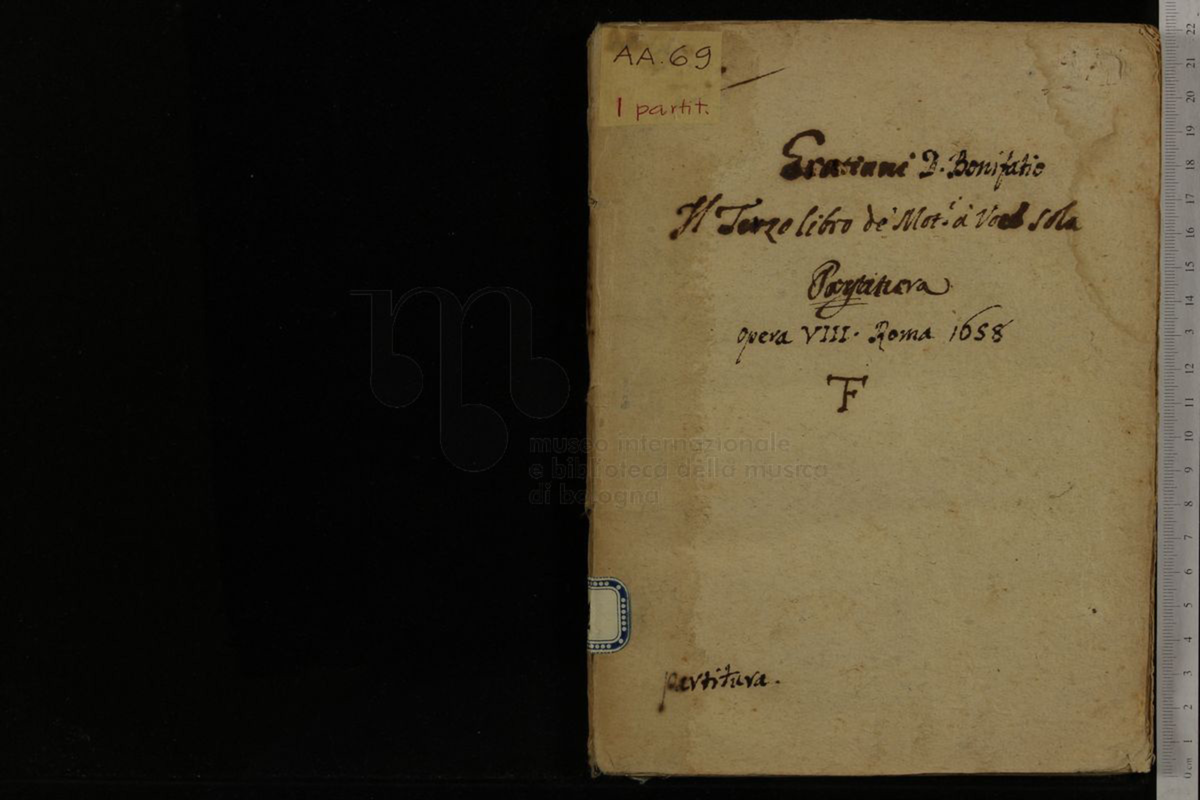 AA.69
1 partit.
Gratiani D. Bonifatio
Il Terzo libro de' Mot.i à Voce Sola
Partitura
opera VIII. Roma 1658
F
partitura.
museo internazionale
e biblioteca della musica
di bologna